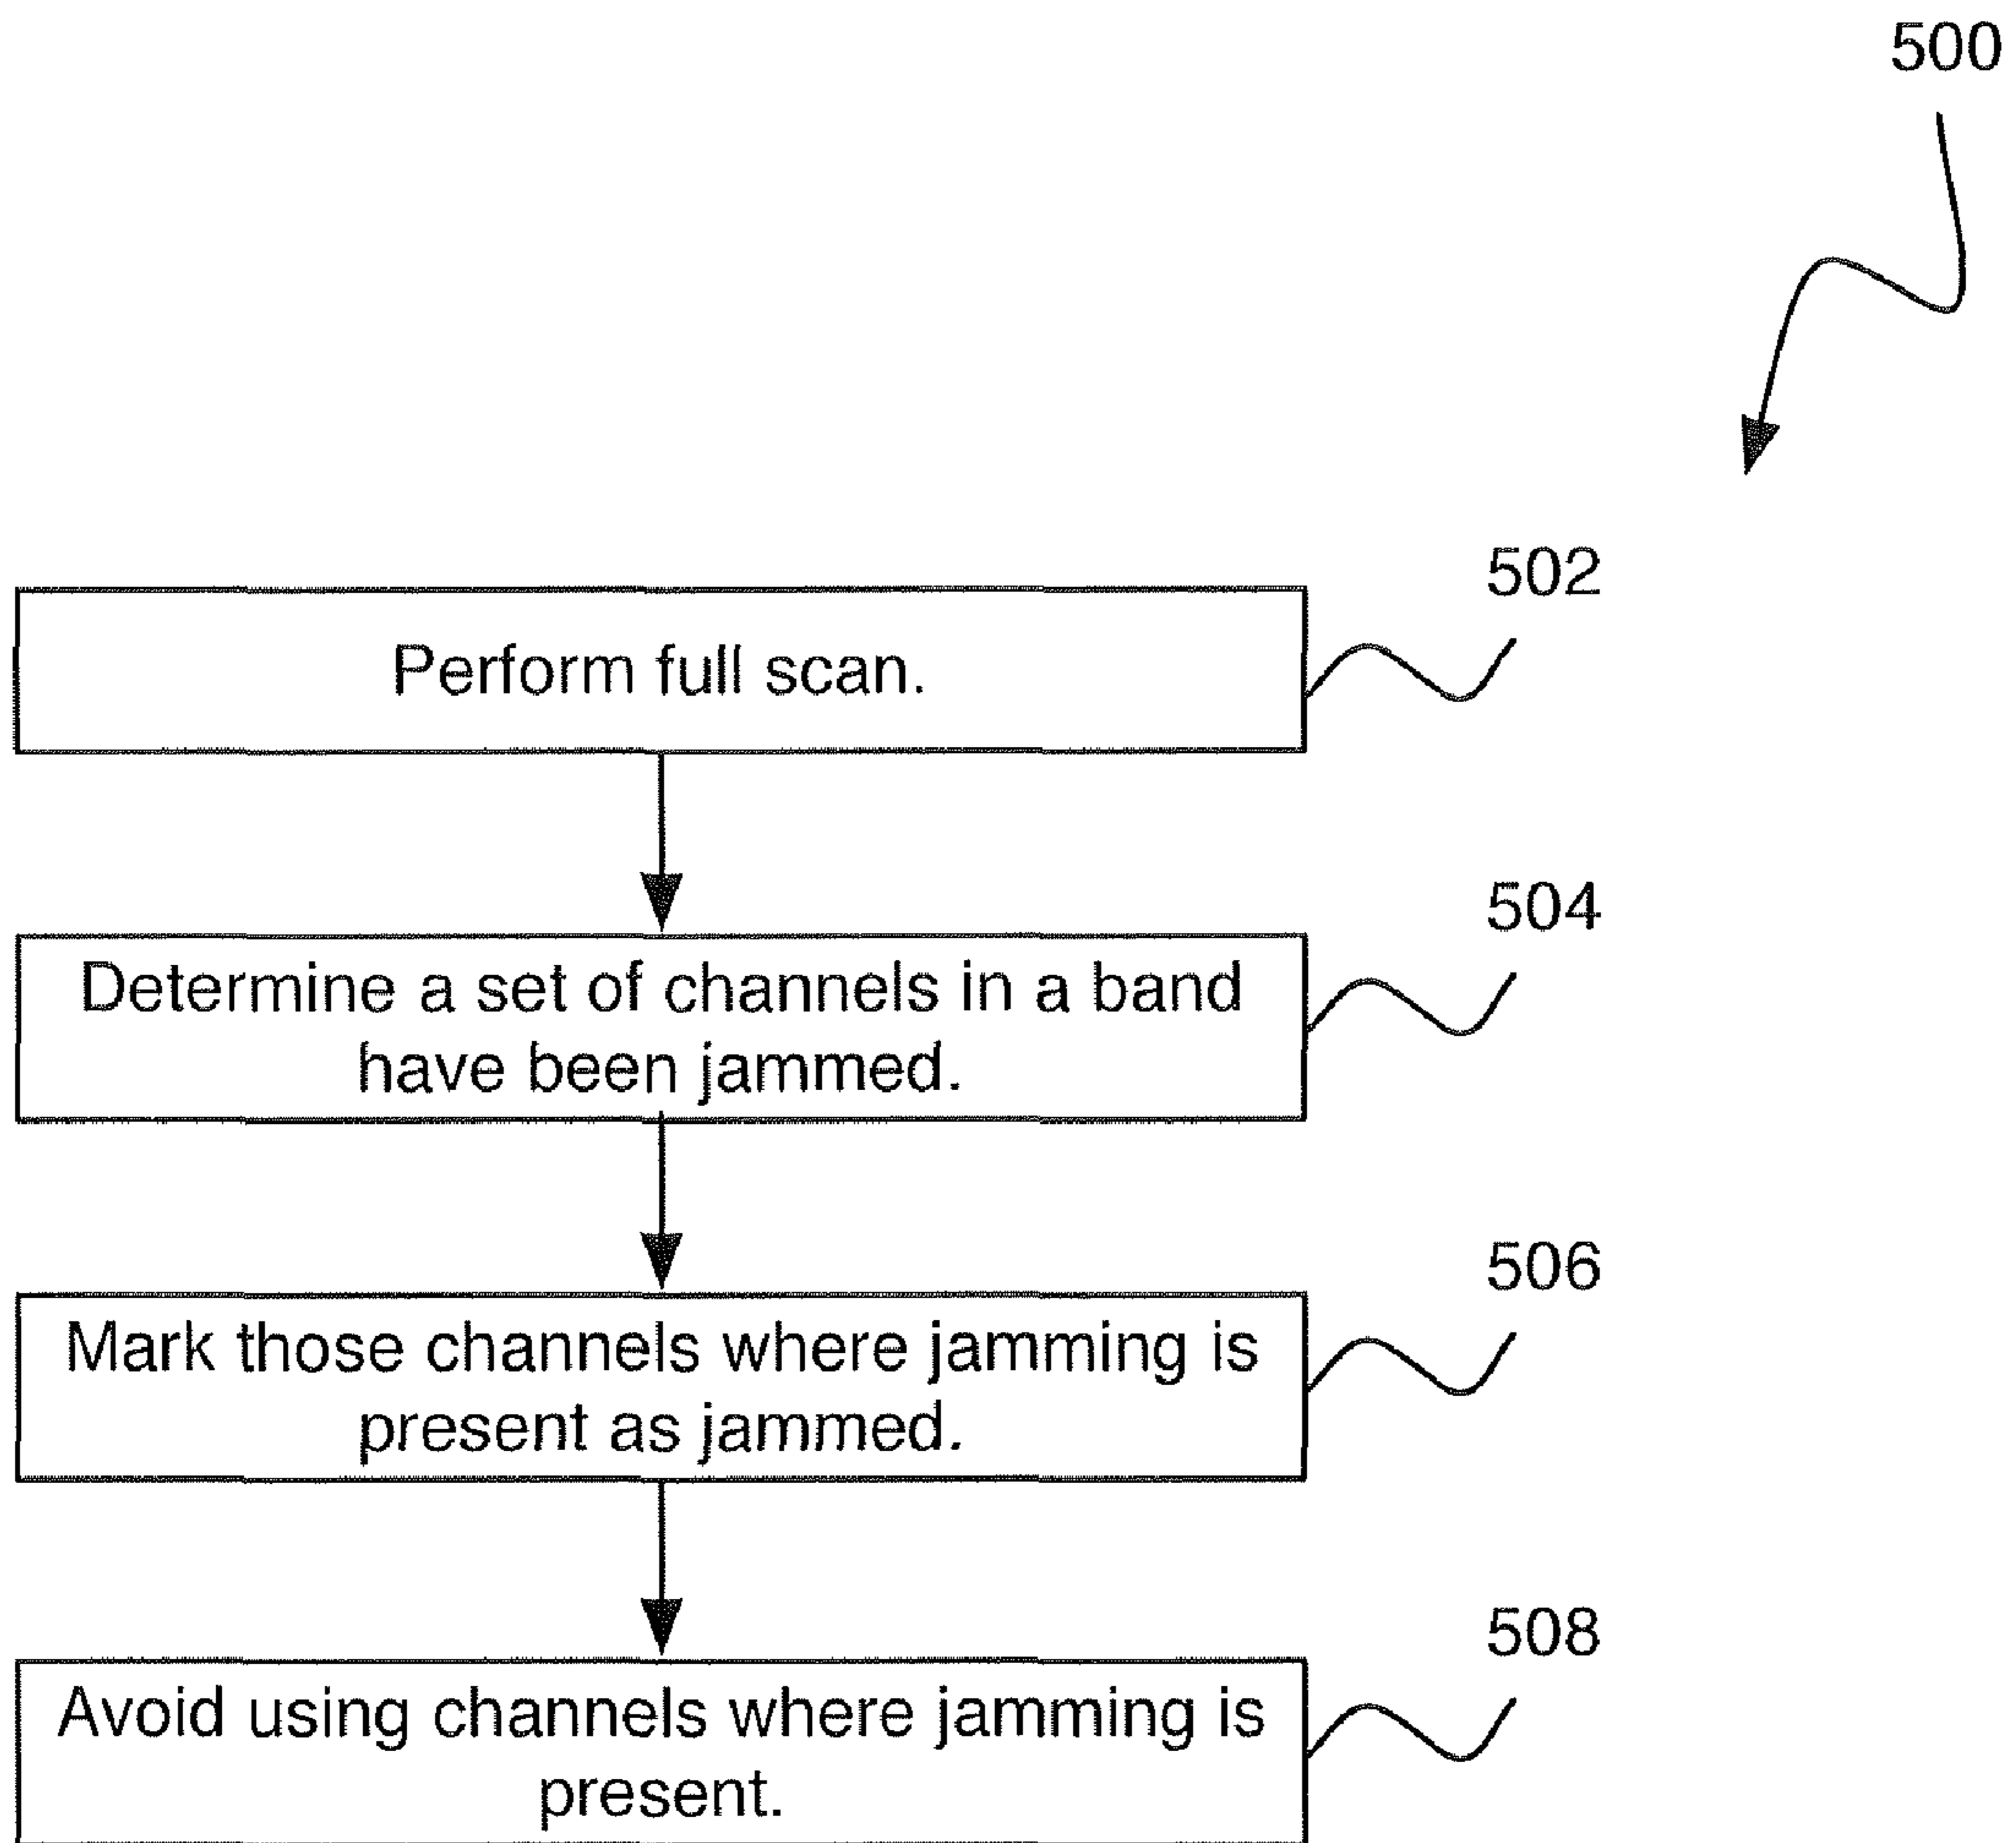 500
502
Perform full scan.
504
Determine a set of channels in a band
have been jammed.
506
Mark those channels where jamming is
present as jammed.
508
Avoid using channels where jamming is
present.